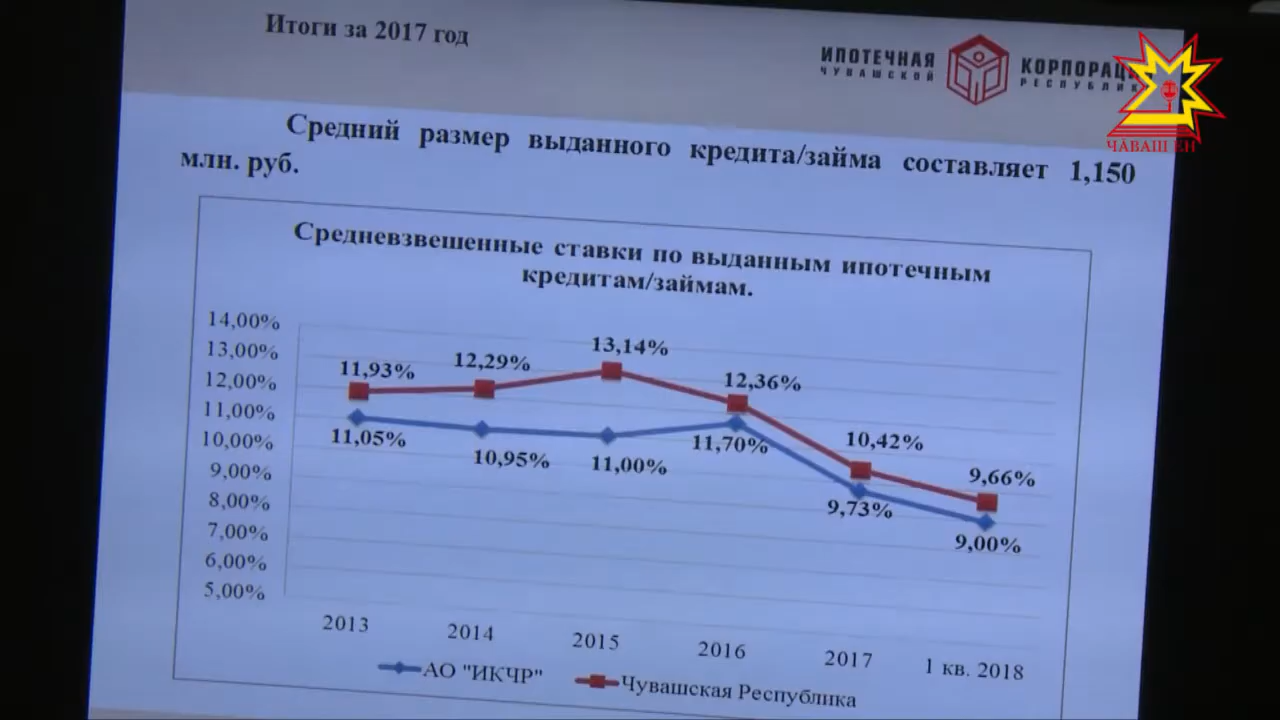 Итоги за 2017 год
ИПОТЕЧНАЯ КОРПОРАЦ
ЧУВАШСКОЙ РЕСПУБЛИК
ЧӐВАШ ЕН
Средний размер выданного кредита/займа составляет 1,150
млн. руб.
Средневзвешенные ставки по выданным ипотечным
кредитам/займам.
14,00%
13,00%
12,00%
11,00%
10,00%
9,00%
8,00%
7,00%
6,00%
5,00%
11,93%
12,29%
13,14%
12,36%
10,42%
9,66%
11,05%
10,95%
11,00%
11,70%
9,73%
9,00%
2013 2014 2015 2016 2017 1 кв. 2018
АО "ИКЧР" Чувашская Республика